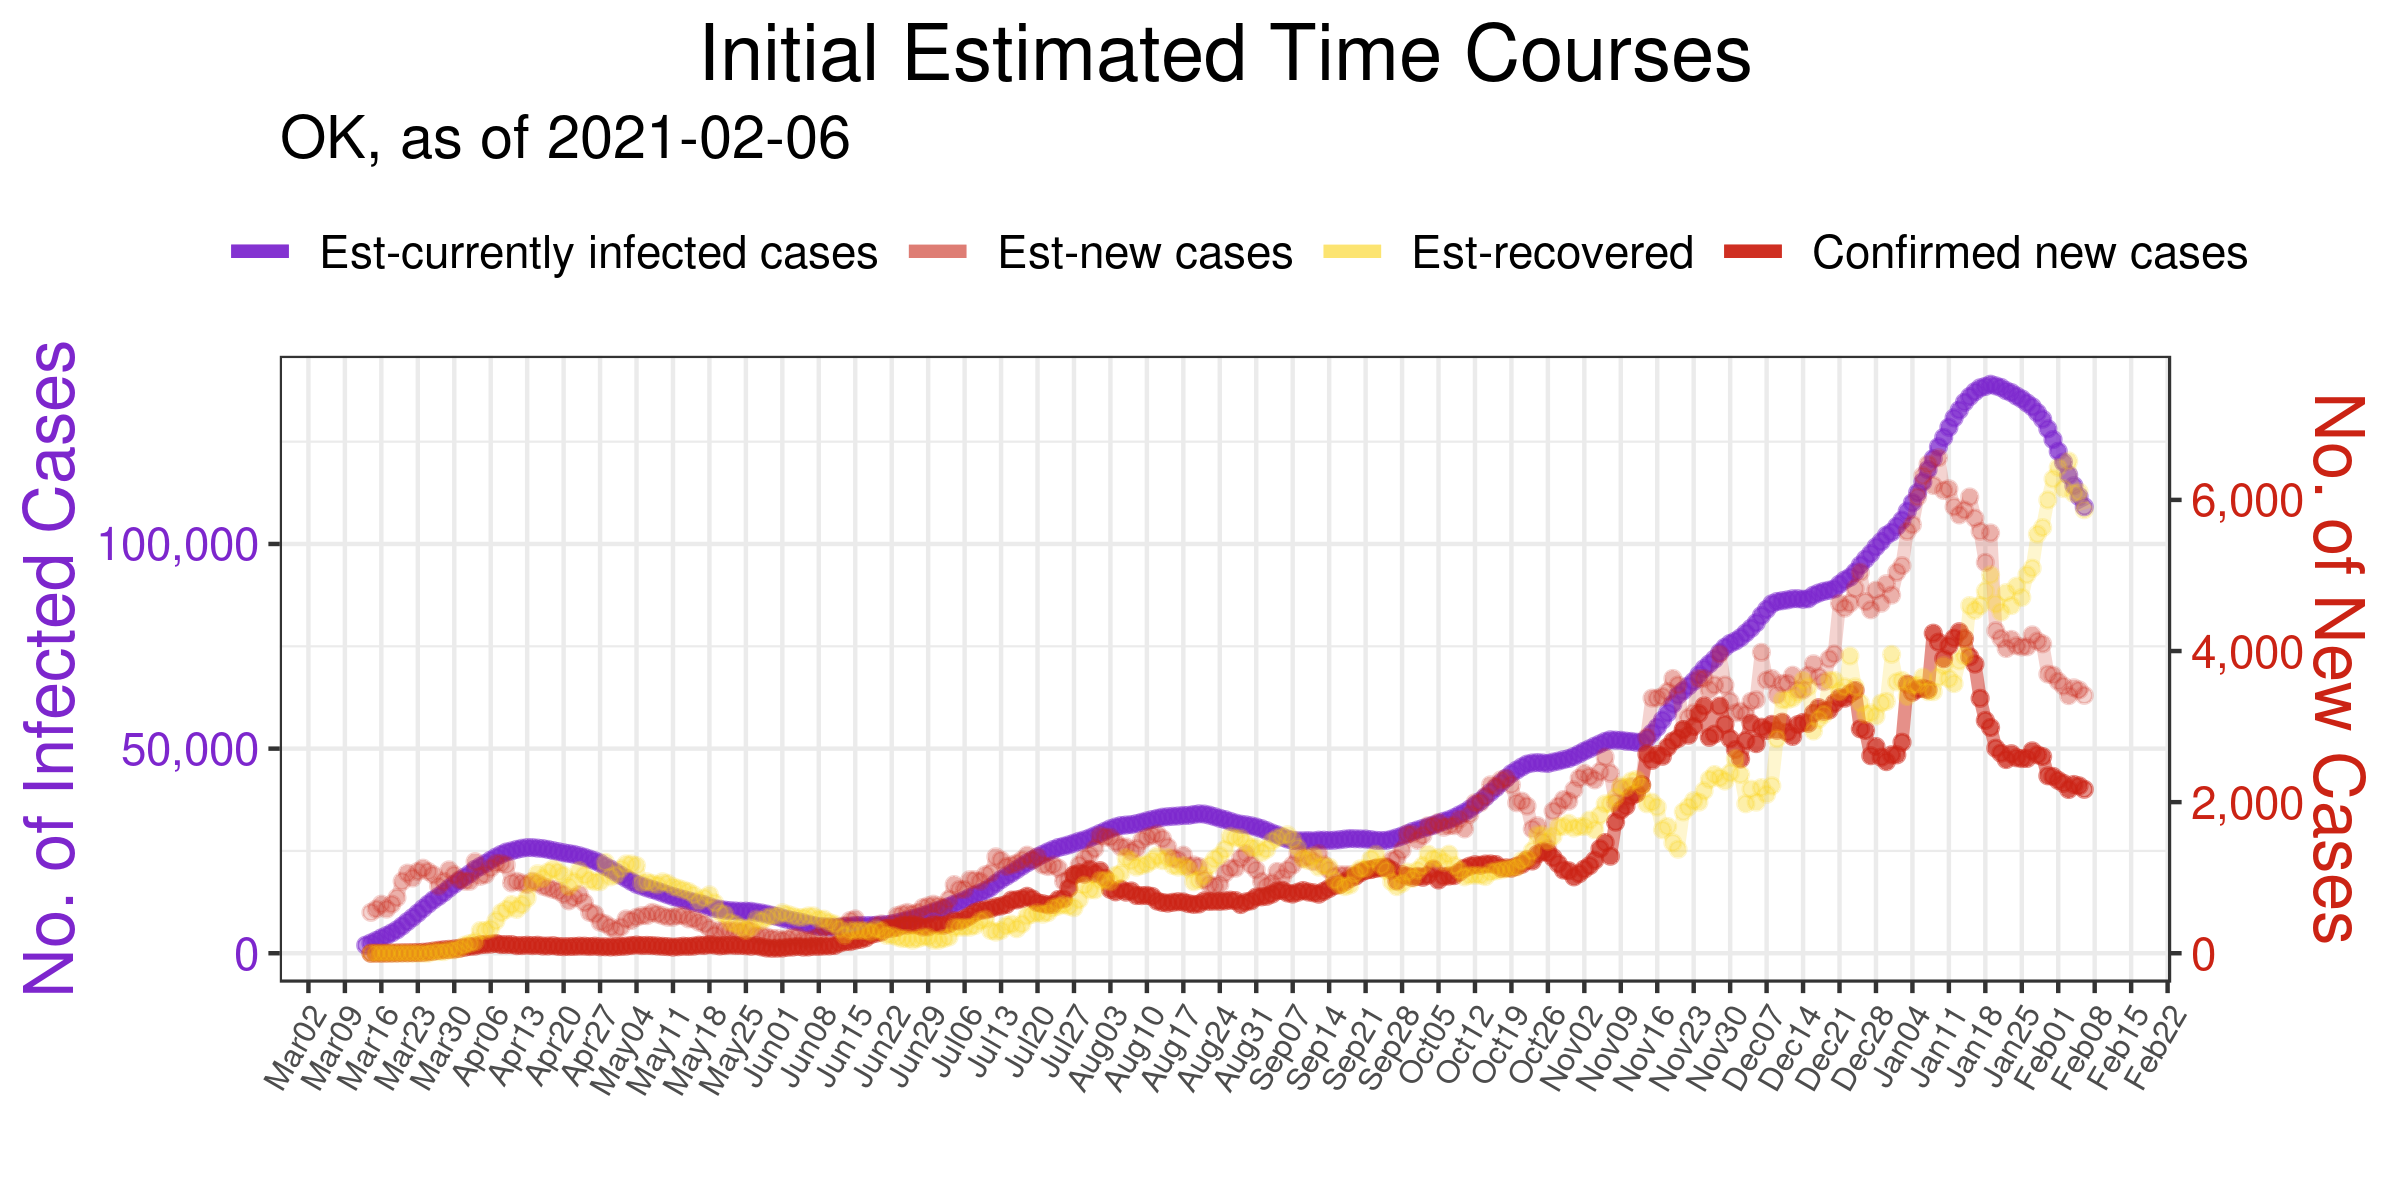 Initial Estimated Time Courses
OK, as of 2021-02-06
Est-currently infected cases Est-new cases Est-recovered Confirmed new cases
No. of Infected Cases
100,000
50,000
0
6,000
4,000
2,000
0
No. of New Cases
Mar02 Mar09 Mar16 Mar23 Mar30 Apr06 Apr13 Apr20 Apr27 May04 May11 May18 May25 Jun01 Jun08 Jun15 Jun22 Jun29 Jul06 Jul13 Jul20 Jul27 Aug03 Aug10 Aug17 Aug24 Aug31 Sep07 Sep14 Sep21 Sep28 Oct05 Oct12 Oct19 Oct26 Nov02 Nov09 Nov16 Nov23 Nov30 Dec07 Dec14 Dec21 Dec28 Jan04 Jan11 Jan18 Jan25 Feb01 Feb08 Feb15 Feb22